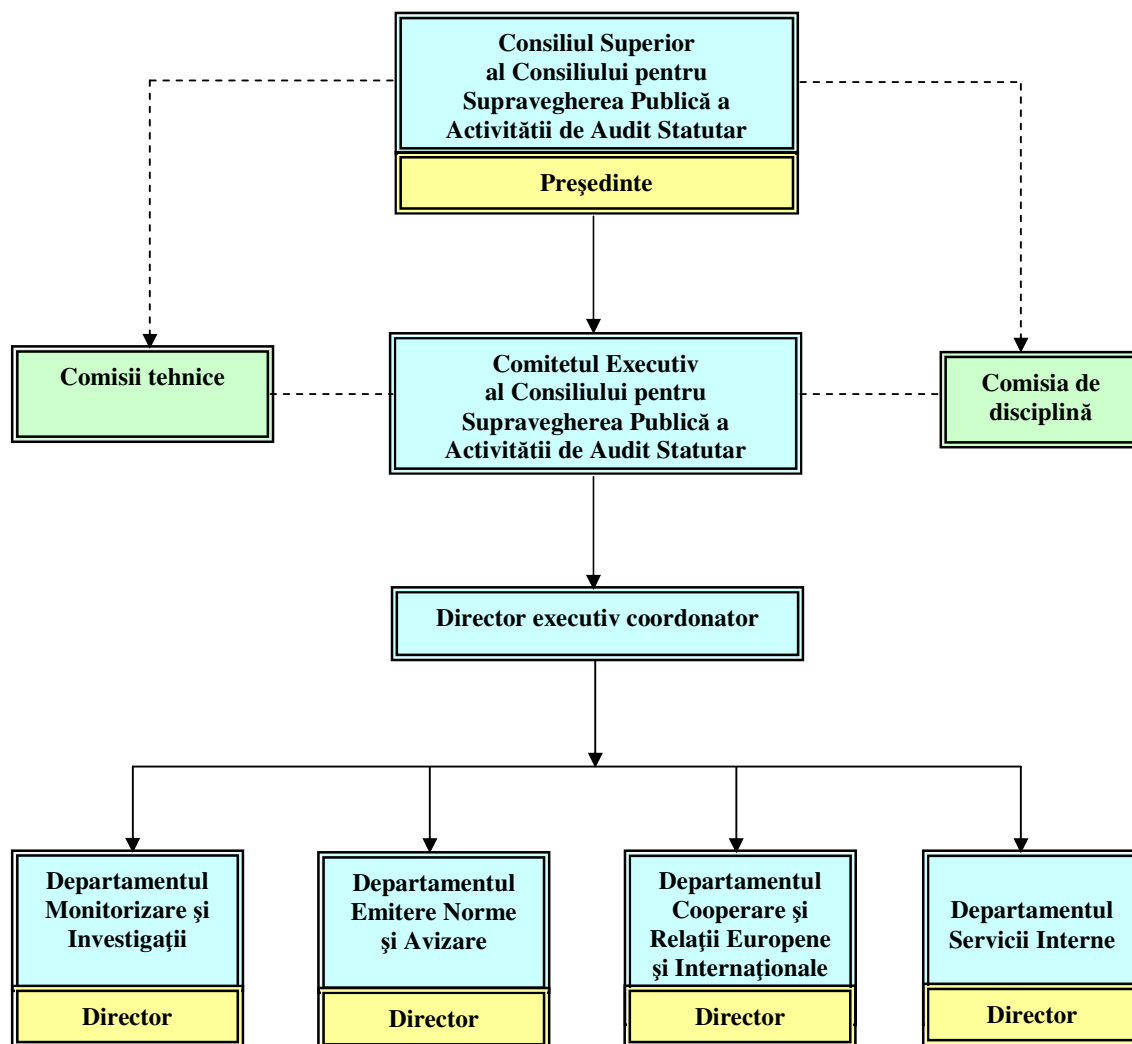 Consiliul Superior
al Consiliului pentru
Supravegherea Publică a
Activităţii de Audit Statutar
Preşedinte
Comisii tehnice
Comitetul Executiv
al Consiliului pentru
Supravegherea Publică a
Activităţii de Audit Statutar
Comisia de
disciplină
Director executiv coordonator
Departamentul
Monitorizare şi
Investigaţii
Director
Departamentul
Emitere Norme
şi Avizare
Director
Departamentul
Cooperare şi
Relaţii Europene
şi Internaţionale
Director
Departamentul
Servicii Interne
Director